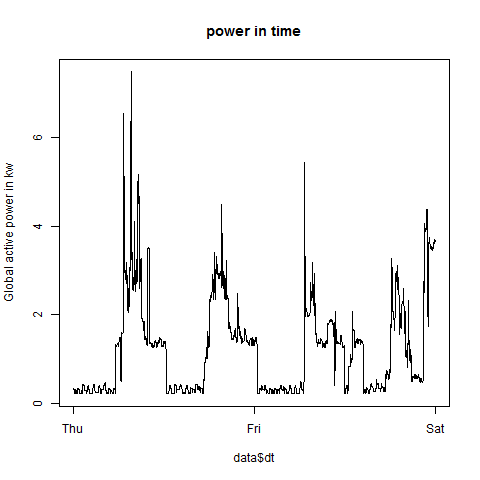 power in time
Global active power in kw
6
4
2
0
Thu
Fri
Sat
data$dt